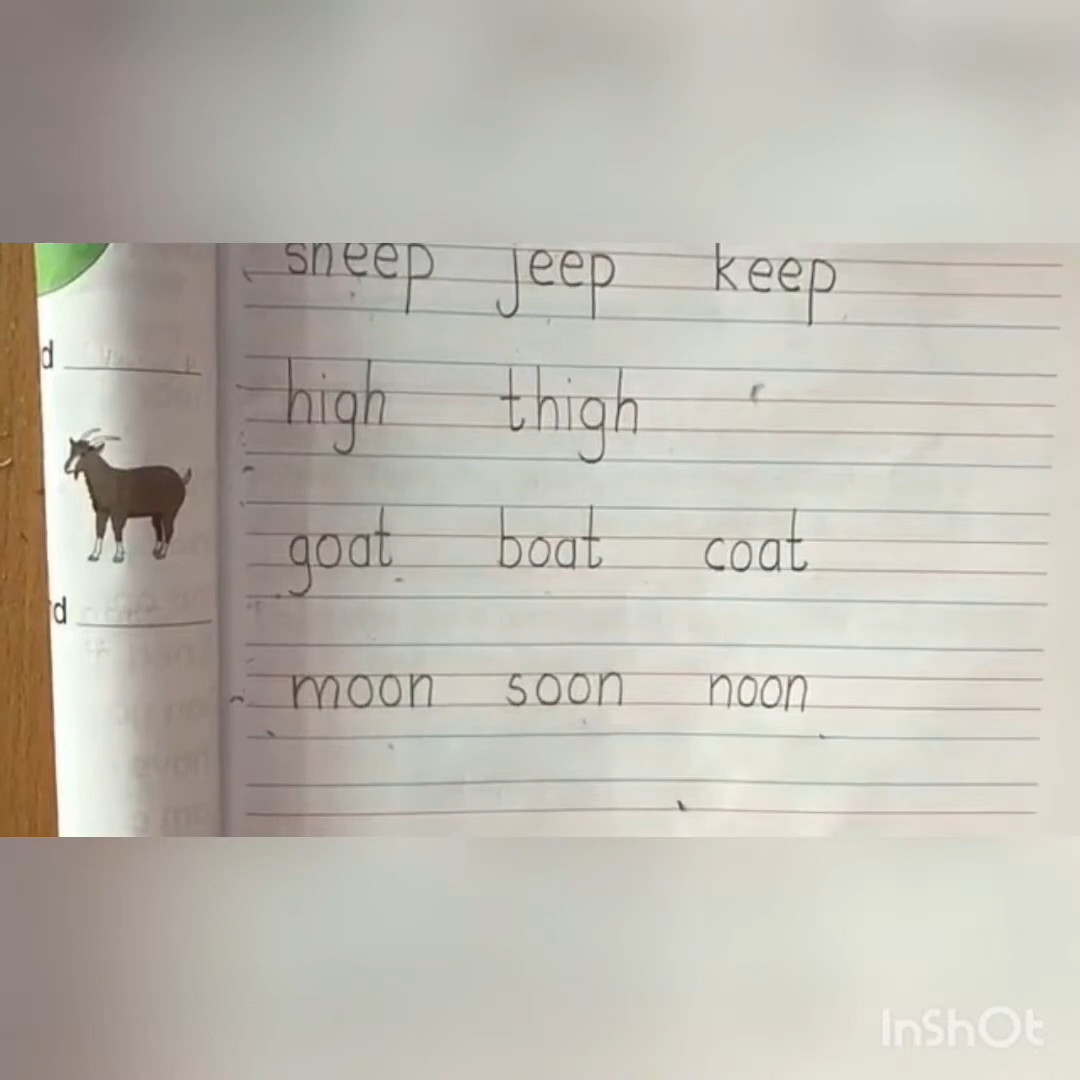 sheep jeep keep
d
high thigh
goat boat coat
d
moon soon noon
InShOt